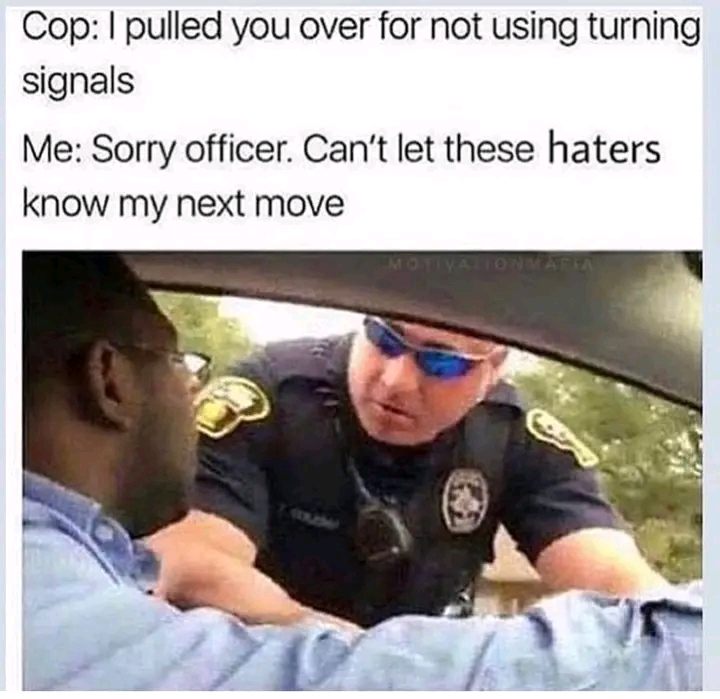 Cop: I pulled you over for not using turning
signals
Me: Sorry officer. Can't let these haters
know my next move
MOTIVATIONMAFIA